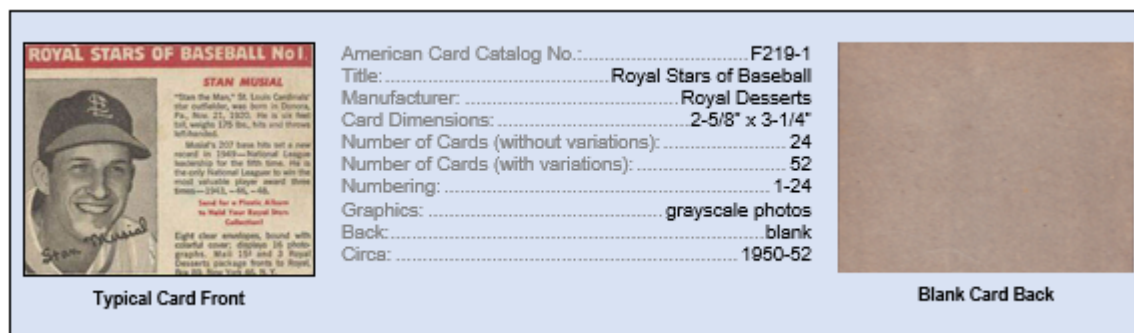 ROYAL STARS OF BASEBALL No1.
STAN MUSIAL
"Stan the Man," St. Louis Cardinals'
star outfielder, was born in Donora,
Pa., Nov. 21, 1920. He is six feet
tall, weighs 175 lbs., hits and throws
left-handed.
Musial's 207 base hits set a new
record in 1949—National League
leadership for the fifth time. He is
the only National Leaguer to win the
most valuable player award three
times—1943, –46, –48.
Send for a Plastic Album
to Hold Your Royal Stars
Collection!
Eight clear envelopes, bound with
colorful cover; displays 16 photo-
graphs. Mail 15¢ and 3 Royal
Desserts package fronts to Royal,
Box 89, New York 46, N. Y.
Stan Musial
Typical Card Front
American Card Catalog No.: F219-1
Title: Royal Stars of Baseball
Manufacturer: Royal Desserts
Card Dimensions: 2-5/8" x 3-1/4"
Number of Cards (without variations): 24
Number of Cards (with variations): 52
Numbering: 1-24
Graphics: grayscale photos
Back: blank
Circa: 1950-52
Blank Card Back